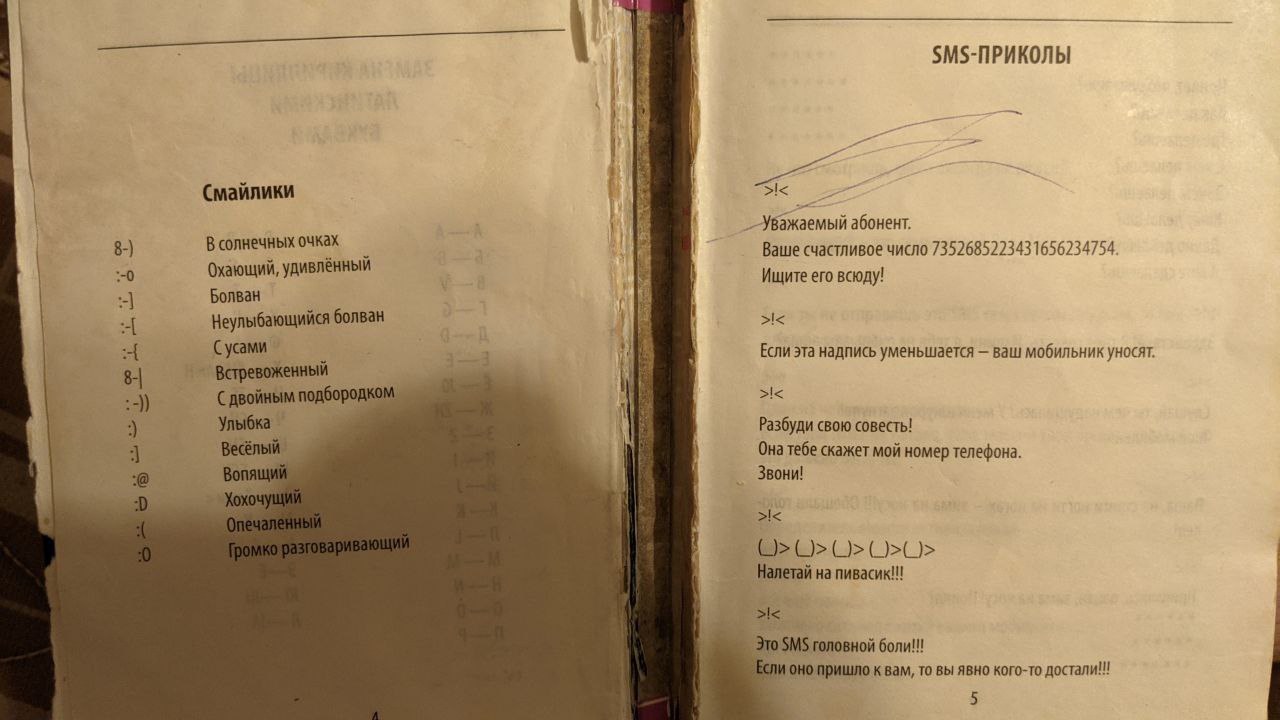 Смайлики
8-) В солнечных очках
:-o Охающий, удивлённый
:-] Болван
:-[ Неулыбающийся болван
:-{ С усами
8-| Встревоженный
: -)) С двойным подбородком
:) Улыбка
:] Весёлый
:@ Вопящий
:D Хохочущий
:( Опечаленный
:O Громко разговаривающий
4
SMS-ПРИКОЛЫ
>!<
Уважаемый абонент.
Ваше счастливое число 7352685223431656234754.
Ищите его всюду!
>!<
Если эта надпись уменьшается – ваш мобильник уносят.
>!<
Разбуди свою совесть!
Она тебе скажет мой номер телефона.
Звони!
>!<
(_)> (_)> (_)> (_)>(_)>
Налетай на пивасик!!!
>!<
Это SMS головной боли!!!
Если оно пришло к вам, то вы явно кого-то достали!!!
5